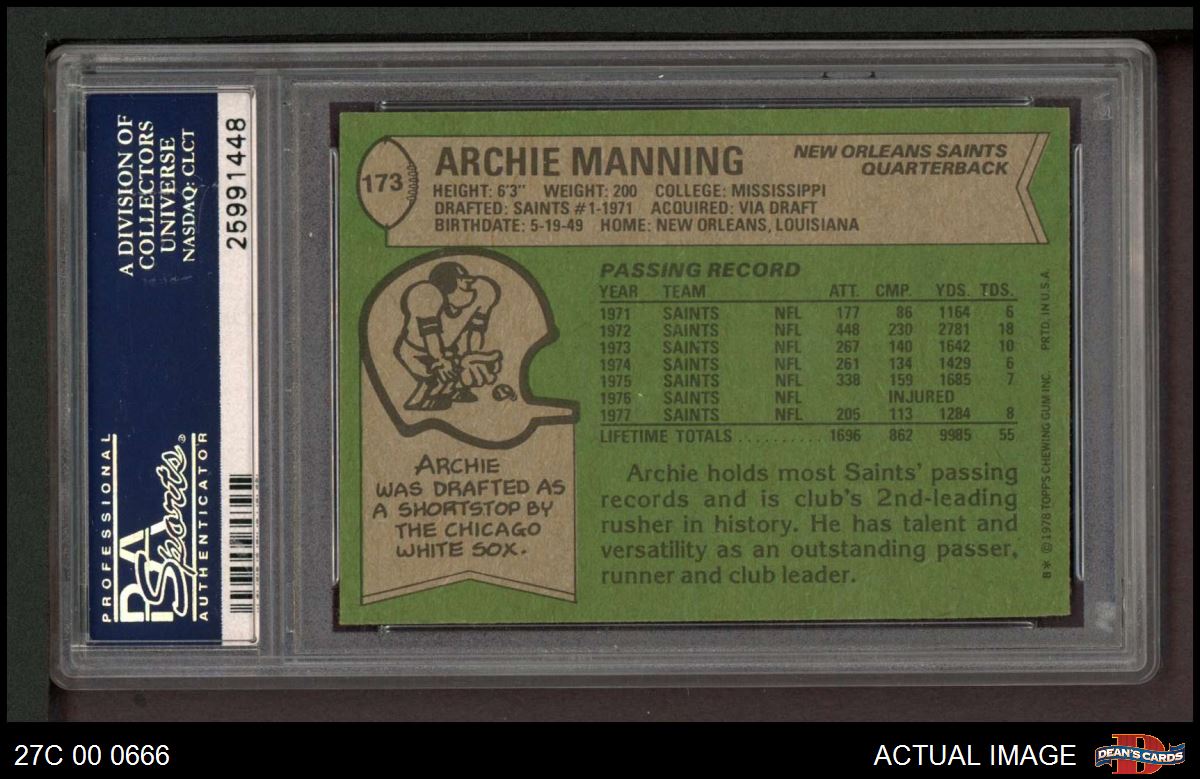 A DIVISION OF
COLLECTORS
UNIVERSE
NASDAQ: CLCT
25991448
PROFESSIONAL
PSA
Sports®
AUTHENTICATOR
173
ARCHIE MANNING
NEW ORLEANS SAINTS
QUARTERBACK
HEIGHT: 6'3" WEIGHT: 200 COLLEGE: MISSISSIPPI
DRAFTED: SAINTS #1-1971 ACQUIRED: VIA DRAFT
BIRTHDATE: 5-19-49 HOME: NEW ORLEANS, LOUISIANA
PASSING RECORD
YEAR TEAM ATT. CMP. YDS. TDS.
1971 SAINTS NFL 177 86 1164 6
1972 SAINTS NFL 448 230 2781 18
1973 SAINTS NFL 267 140 1642 10
1974 SAINTS NFL 261 134 1429 6
1975 SAINTS NFL 338 159 1685 7
1976 SAINTS NFL INJURED
1977 SAINTS NFL 205 113 1284 8
LIFETIME TOTALS .......... 1696 862 9985 55
ARCHIE
WAS DRAFTED AS
A SHORTSTOP BY
THE CHICAGO
WHITE SOX.
Archie holds most Saints' passing
records and is club's 2nd-leading
rusher in history. He has talent and
versatility as an outstanding passer,
runner and club leader.
B* © 1978 TOPPS CHEWING GUM INC. PRTD. IN U.S.A.
27C 00 0666
ACTUAL IMAGE
DEAN'S CARDS